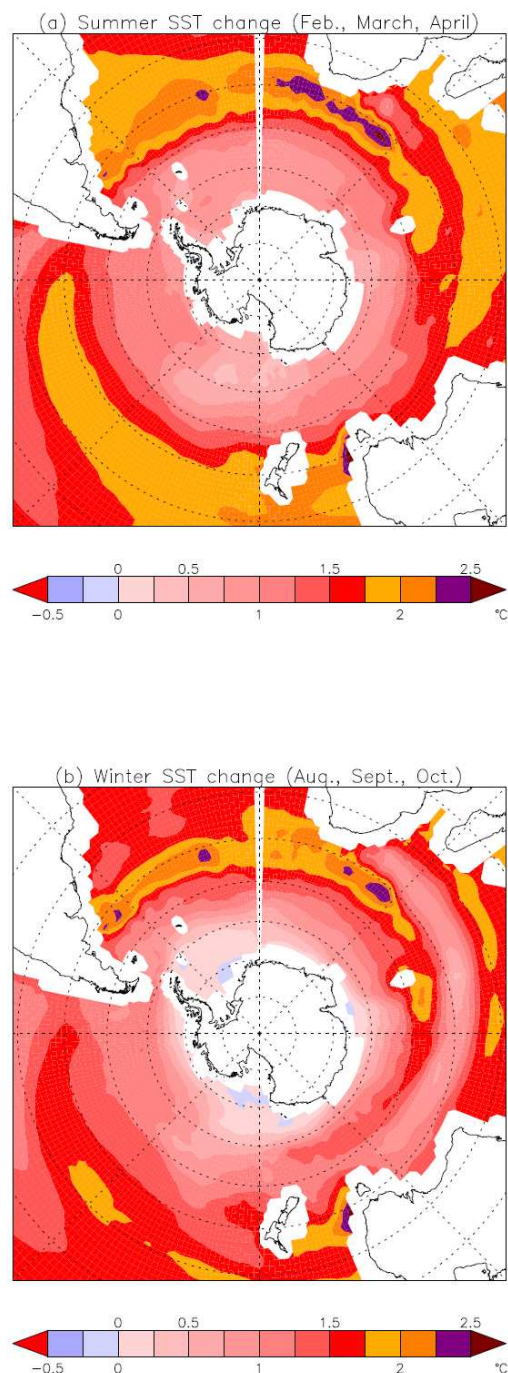 (a) Summer SST change (Feb., March, April)
0 0.5 1.5 2.5
−0.5 0 1 2 °C
(b) Winter SST change (Aug., Sept., Oct.)
0 0.5 1.5 2.5
−0.5 0 1 2 °C